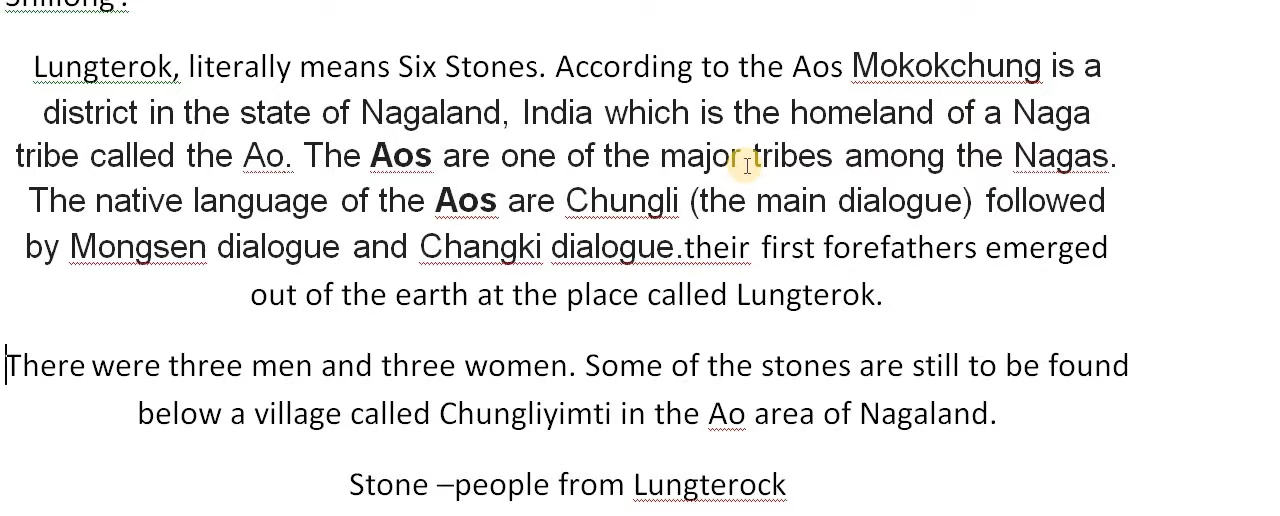 Shillong?
Lungterok, literally means Six Stones. According to the Aos Mokokchung is a
district in the state of Nagaland, India which is the homeland of a Naga
tribe called the Ao. The Aos are one of the major tribes among the Nagas.
The native language of the Aos are Chungli (the main dialogue) followed
by Mongsen dialogue and Changki dialogue.their first forefathers emerged
out of the earth at the place called Lungterok.
There were three men and three women. Some of the stones are still to be found
below a village called Chungliyimti in the Ao area of Nagaland.
Stone –people from Lungterock